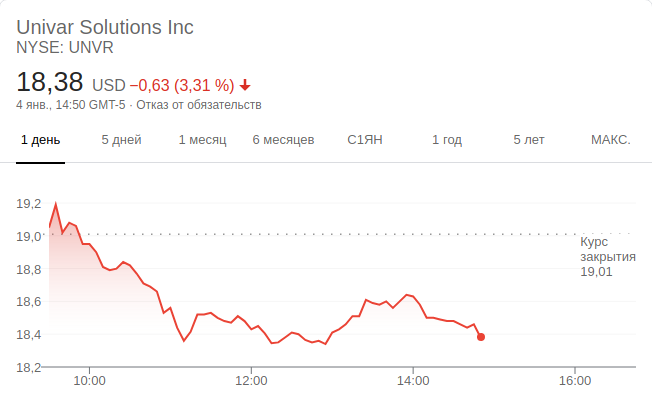 Univar Solutions Inc
NYSE: UNVR
18,38 USD −0,63 (3,31 %)
4 янв., 14:50 GMT-5 · Отказ от обязательств
1 день 5 дней 1 месяц 6 месяцев С1ЯН 1 год 5 лет МАКС.
19,2
19,0
Курс
закрытия
19,01
18,8
18,6
18,4
18,2
10:00 12:00 14:00 16:00